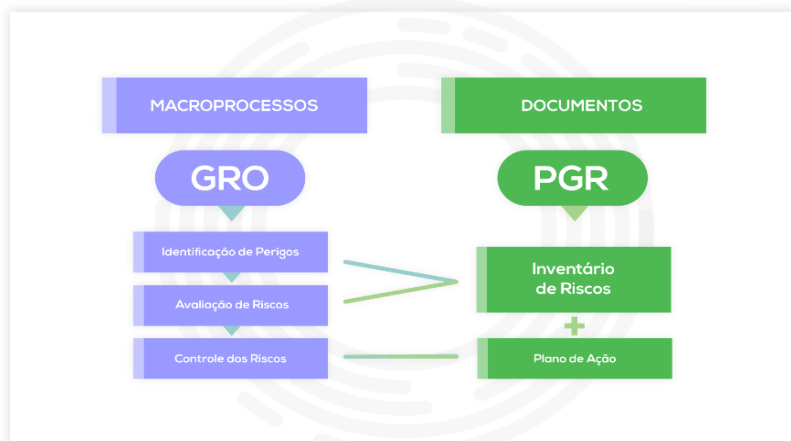 MACROPROCESSOS
DOCUMENTOS
GRO
PGR
Identificação de Perigos
Avaliação de Riscos
Controle dos Riscos
Inventário
de Riscos
+
Plano de Ação